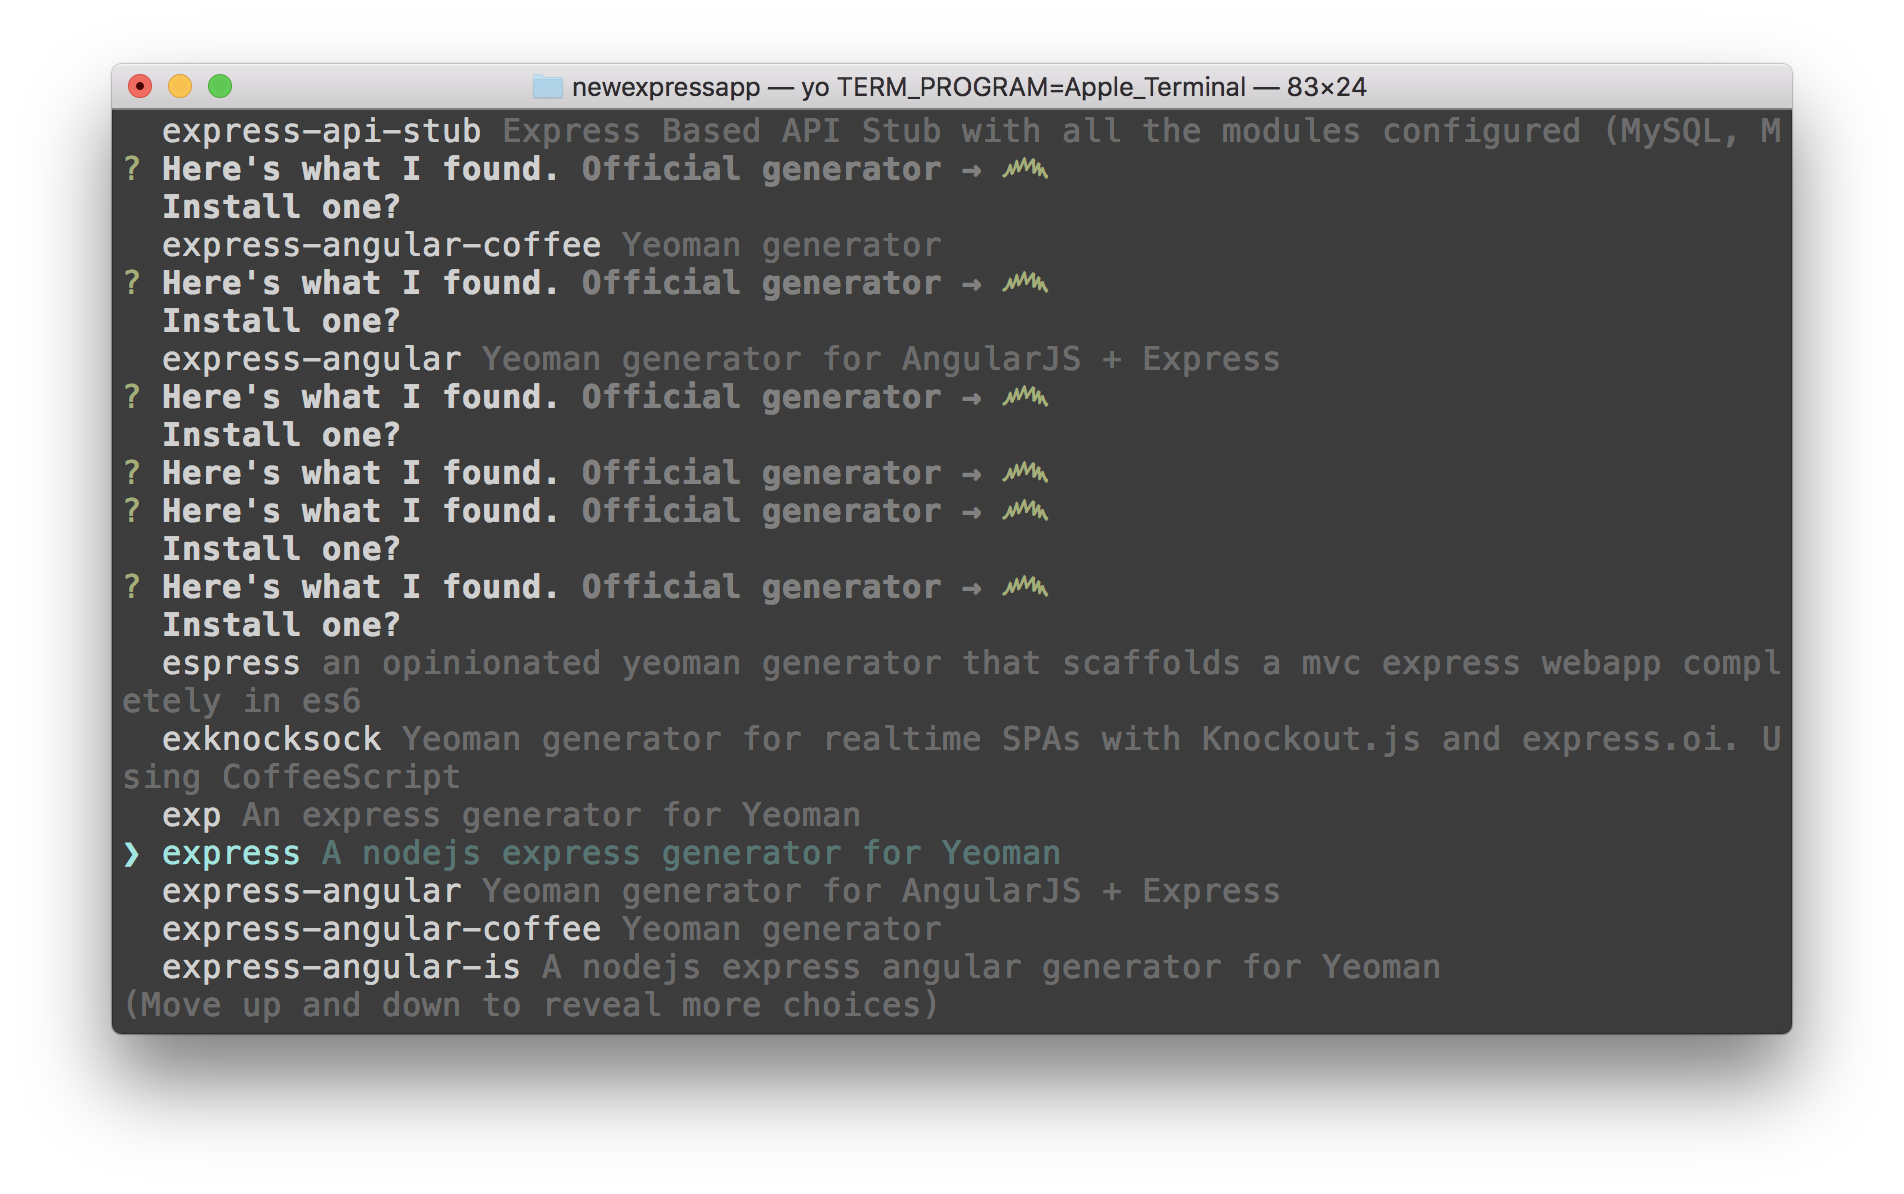 newexpressapp — yo TERM_PROGRAM=Apple_Terminal — 83×24
express-api-stub Express Based API Stub with all the modules configured (MySQL, M
? Here's what I found. Official generator → ෴
Install one?
express-angular-coffee Yeoman generator
? Here's what I found. Official generator → ෴
Install one?
express-angular Yeoman generator for AngularJS + Express
? Here's what I found. Official generator → ෴
Install one?
? Here's what I found. Official generator → ෴
? Here's what I found. Official generator → ෴
Install one?
? Here's what I found. Official generator → ෴
Install one?
espress an opinionated yeoman generator that scaffolds a mvc express webapp compl
etely in es6
exknocksock Yeoman generator for realtime SPAs with Knockout.js and express.oi. U
sing CoffeeScript
exp An express generator for Yeoman
❯ express A nodejs express generator for Yeoman
express-angular Yeoman generator for AngularJS + Express
express-angular-coffee Yeoman generator
express-angular-is A nodejs express angular generator for Yeoman
(Move up and down to reveal more choices)